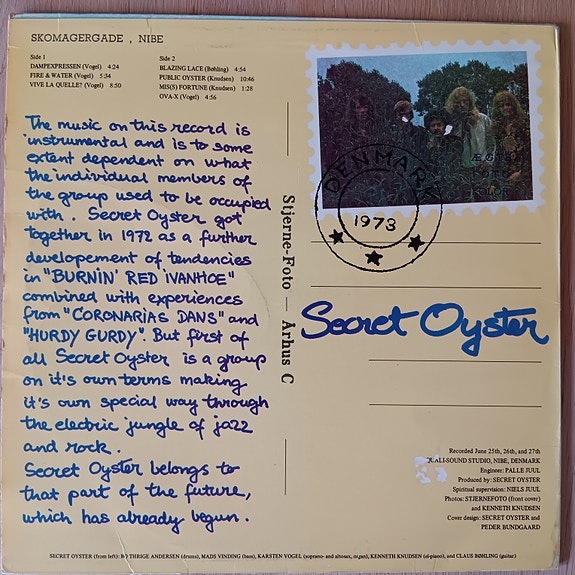 SKOMAGERGADE , NIBE
Side 1
DAMPEXPRESSEN (Vogel) 4:24
FIRE & WATER (Vogel) 5:34
VIVE LA QUELLE? (Vogel) 8:50
Side 2
BLAZING LACE (Bøhling) 4:54
PUBLIC OYSTER (Knudsen) 10:46
MIS(S) FORTUNE (Knudsen) 1:28
OVA-X (Vogel) 4:56
The music on this record is
instrumental and is to some
extent dependent on what
the individual members of
the group used to be occupied
with. Secret Oyster got
together in 1972 as a further
developement of tendencies
in "BURNIN' RED IVANHOE"
combined with experiences
from "CORONARIAS DANS" and
"HURDY GURDY". But first of
all Secret Oyster is a group
on it's own terms making
it's own special way through
the electric jungle of jazz
and rock.
Secret Oyster belongs to
that part of the future,
which has already begun.
Stjerne-Foto — Århus C
DENMARK
1973
Secret Oyster
Recorded June 25th, 26th, and 27th
QUALI-SOUND STUDIO, NIBE, DENMARK
Engineer: PALLE JUUL
Produced by: SECRET OYSTER
Spiritual supervision: NIELS JUUL
Photos: STJERNEFOTO (front cover)
and KENNETH KNUDSEN
Cover design: SECRET OYSTER and
PEDER BUNDGAARD
SECRET OYSTER (from left): BO THRIGE ANDERSEN (drums), MADS VINDING (bass), KARSTEN VOGEL (soprano- and altosax, organ), KENNETH KNUDSEN (el-piano), and CLAUS BØHLING (guitar)